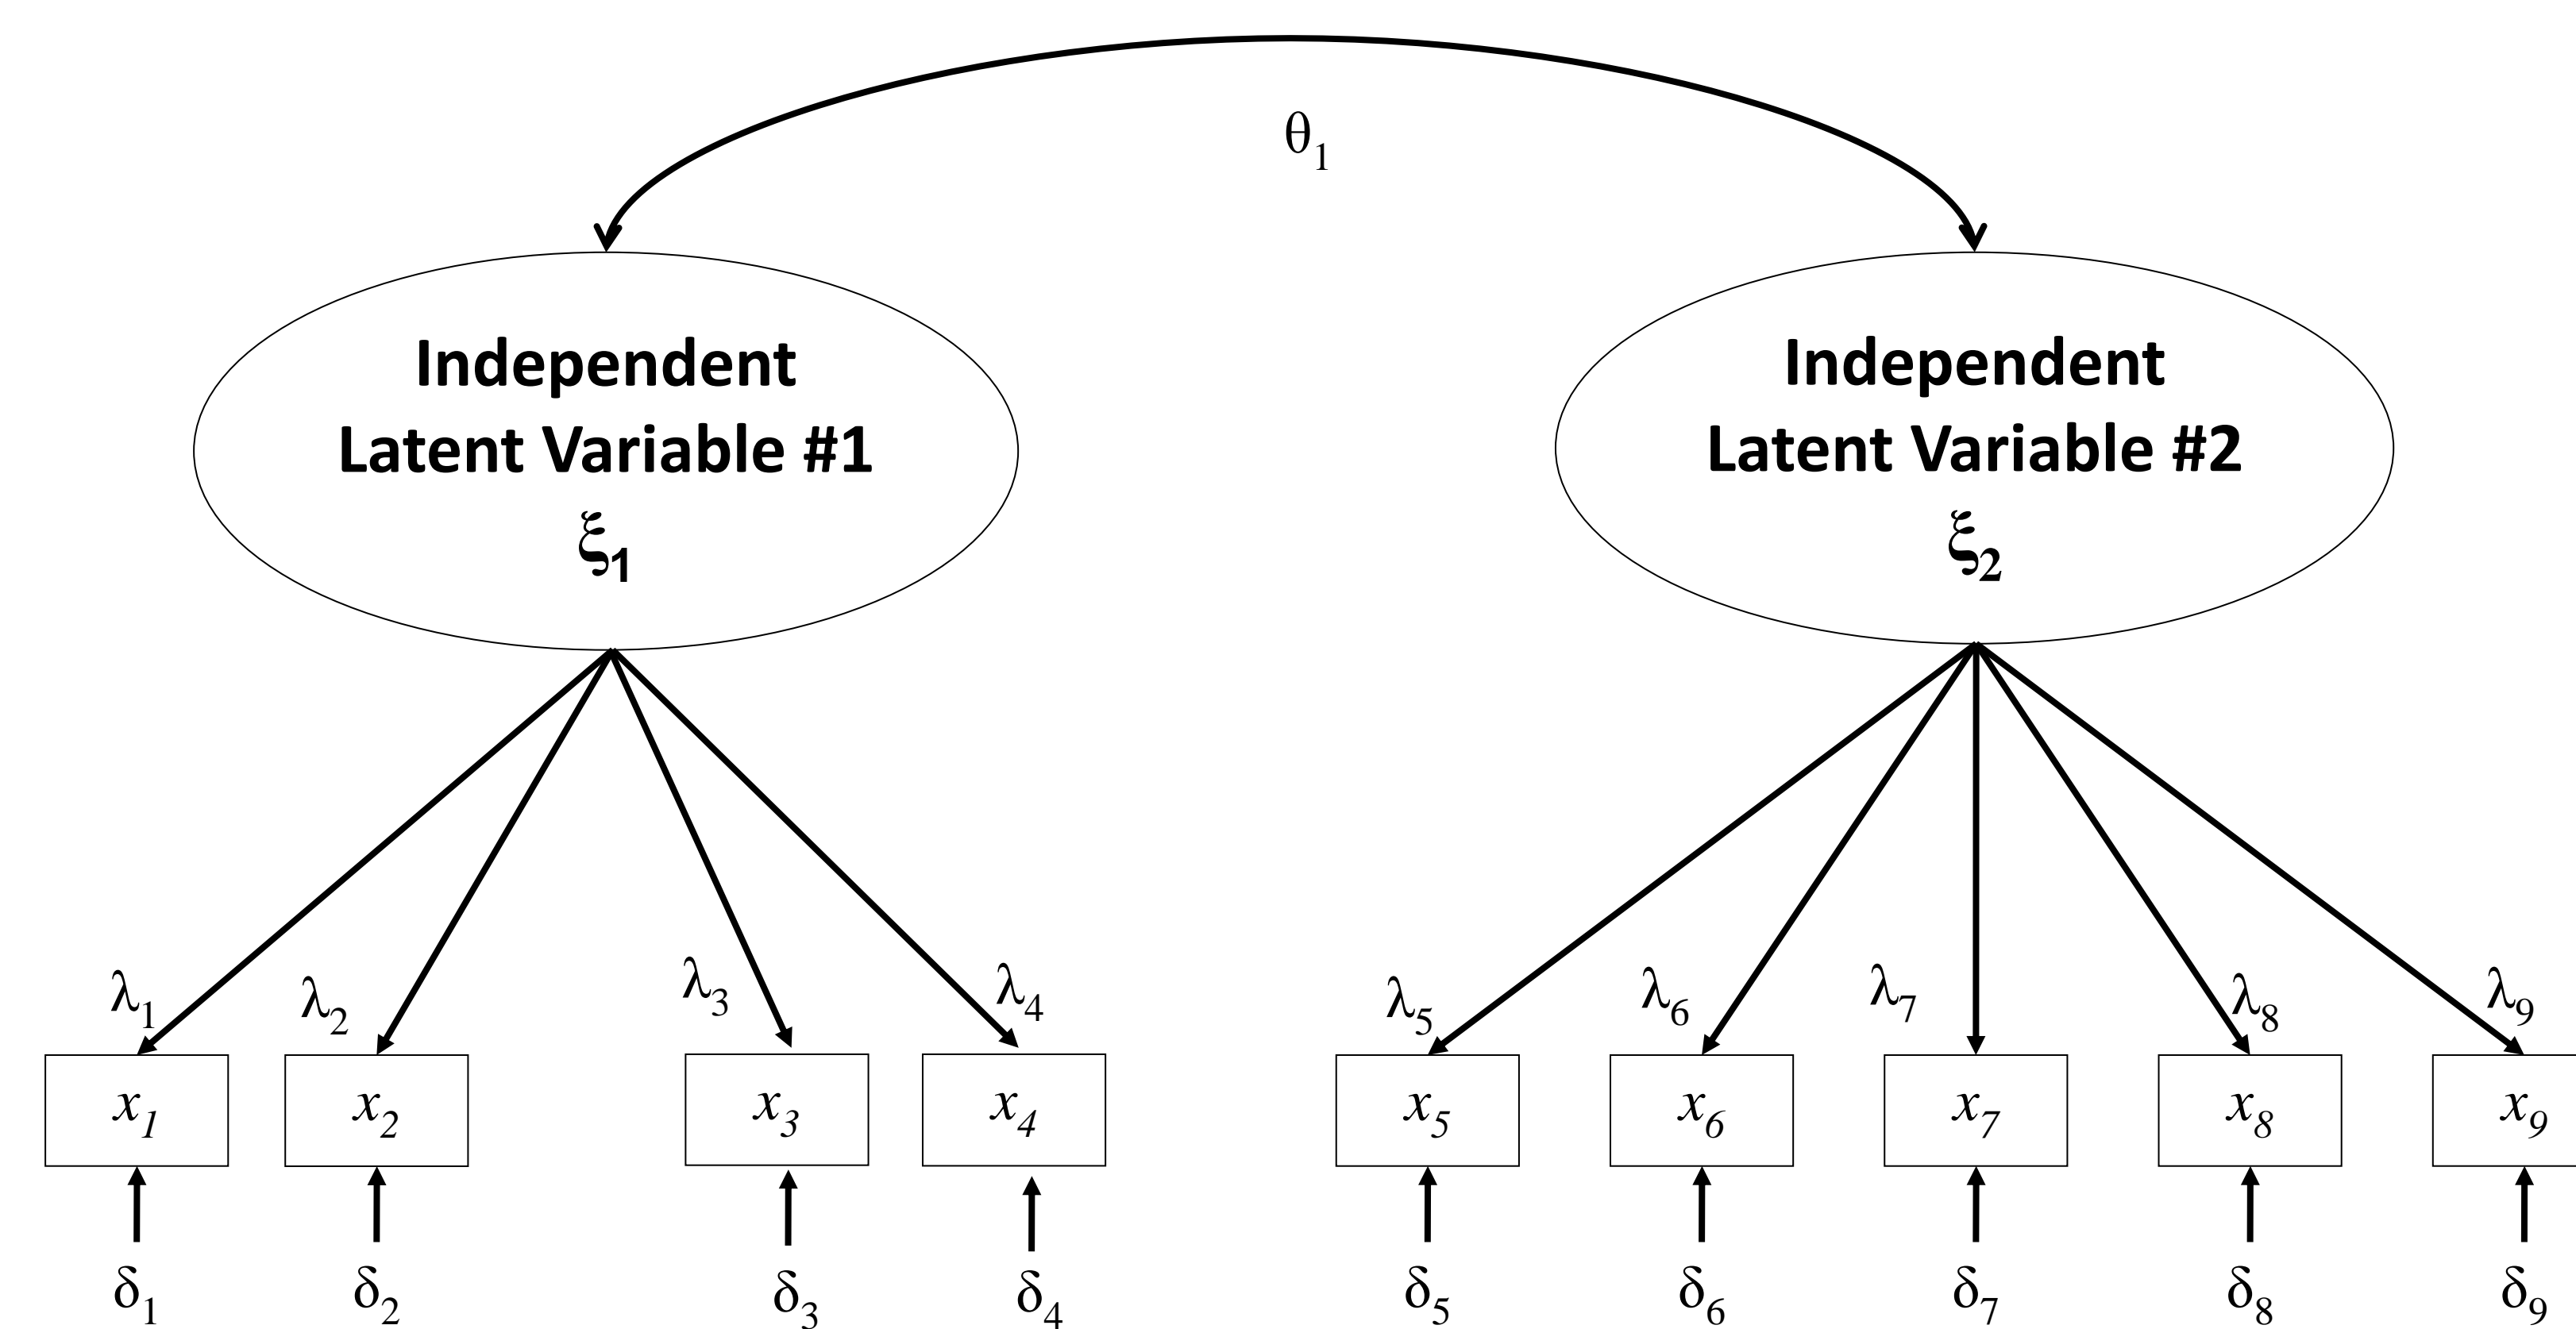 θ1
Independent
Latent Variable #1
ξ1
Independent
Latent Variable #2
ξ2
λ1 λ2 λ3 λ4 λ5 λ6 λ7 λ8 λ9
x1 x2 x3 x4 x5 x6 x7 x8 x9
δ1 δ2 δ3 δ4 δ5 δ6 δ7 δ8 δ9